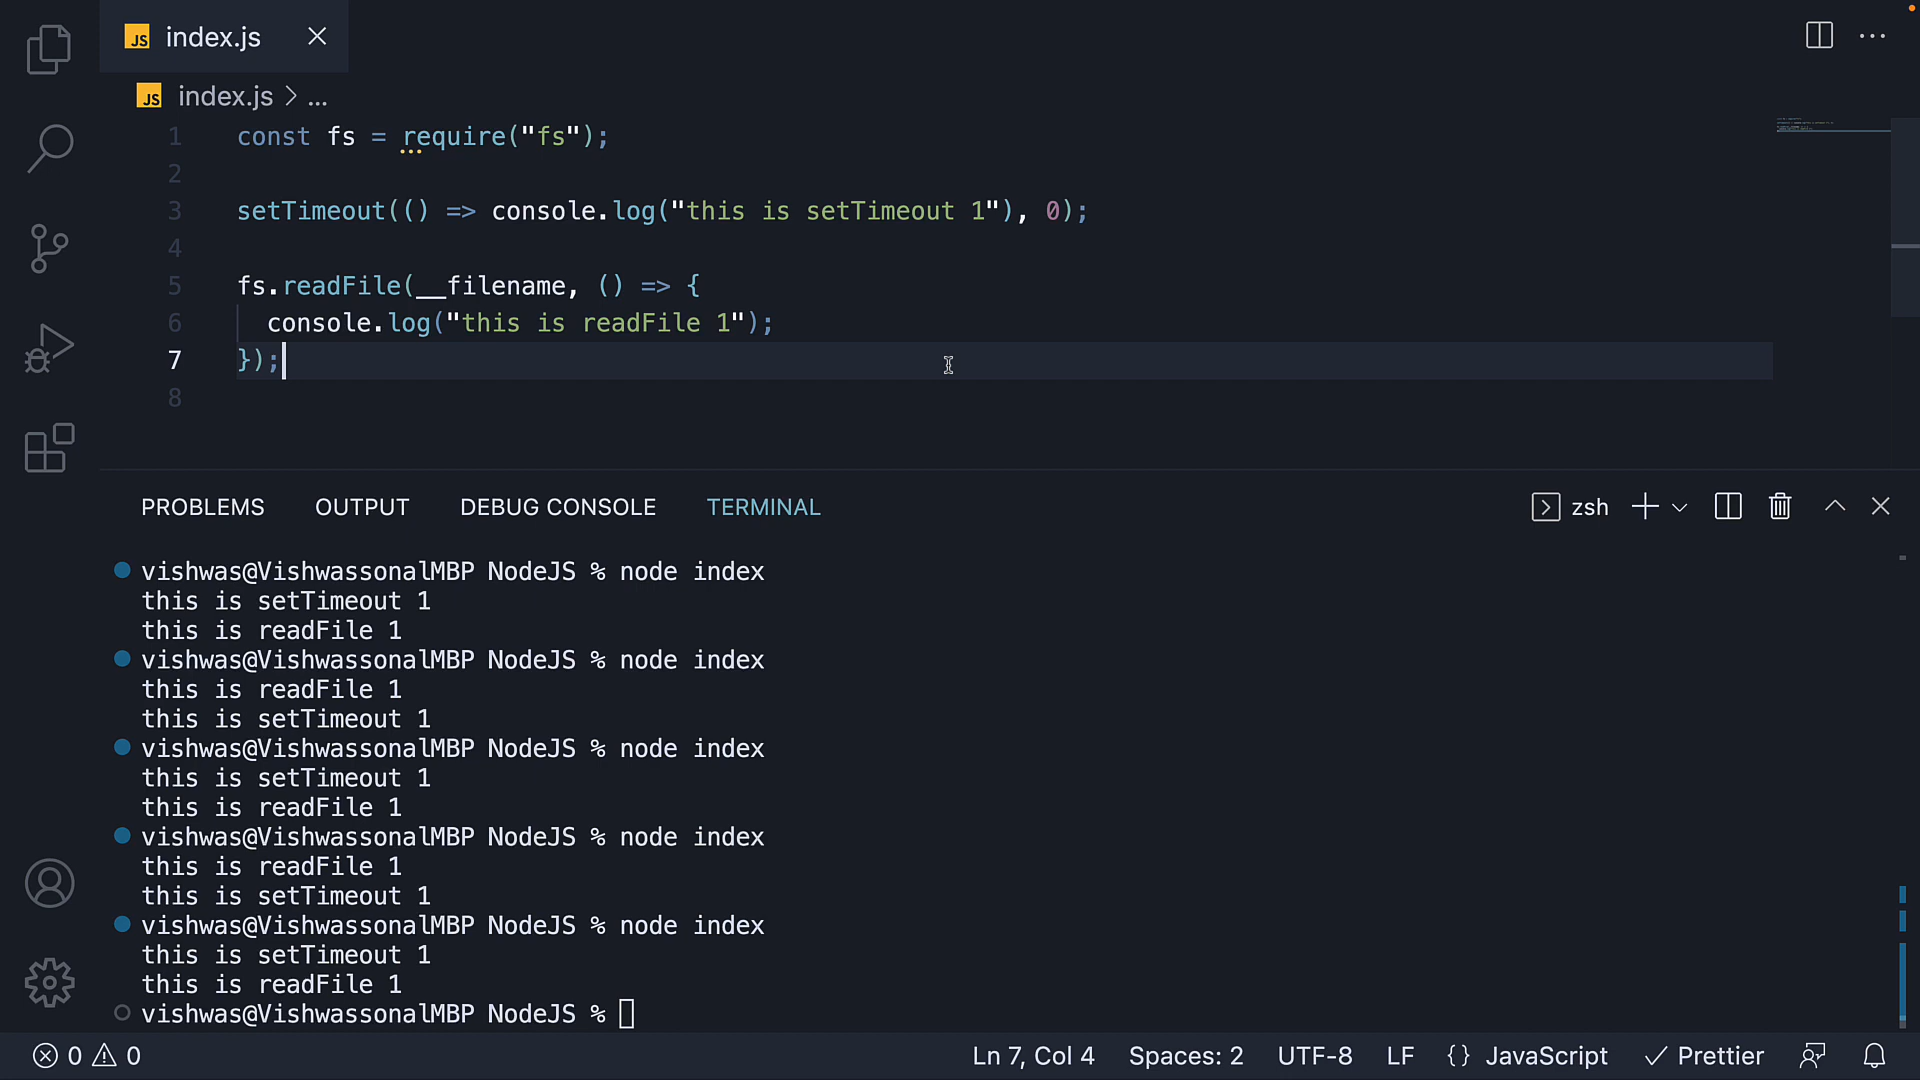 JS index.js
JS index.js > ...
1 const fs = require("fs");
2
3 setTimeout(() => console.log("this is setTimeout 1"), 0);
4
5 fs.readFile(__filename, () => {
6 console.log("this is readFile 1");
7 });
8
PROBLEMS OUTPUT DEBUG CONSOLE TERMINAL zsh
vishwas@VishwassonalMBP NodeJS % node index
this is setTimeout 1
this is readFile 1
vishwas@VishwassonalMBP NodeJS % node index
this is readFile 1
this is setTimeout 1
vishwas@VishwassonalMBP NodeJS % node index
this is setTimeout 1
this is readFile 1
vishwas@VishwassonalMBP NodeJS % node index
this is readFile 1
this is setTimeout 1
vishwas@VishwassonalMBP NodeJS % node index
this is setTimeout 1
this is readFile 1
vishwas@VishwassonalMBP NodeJS %
0 0 Ln 7, Col 4 Spaces: 2 UTF-8 LF {} JavaScript Prettier